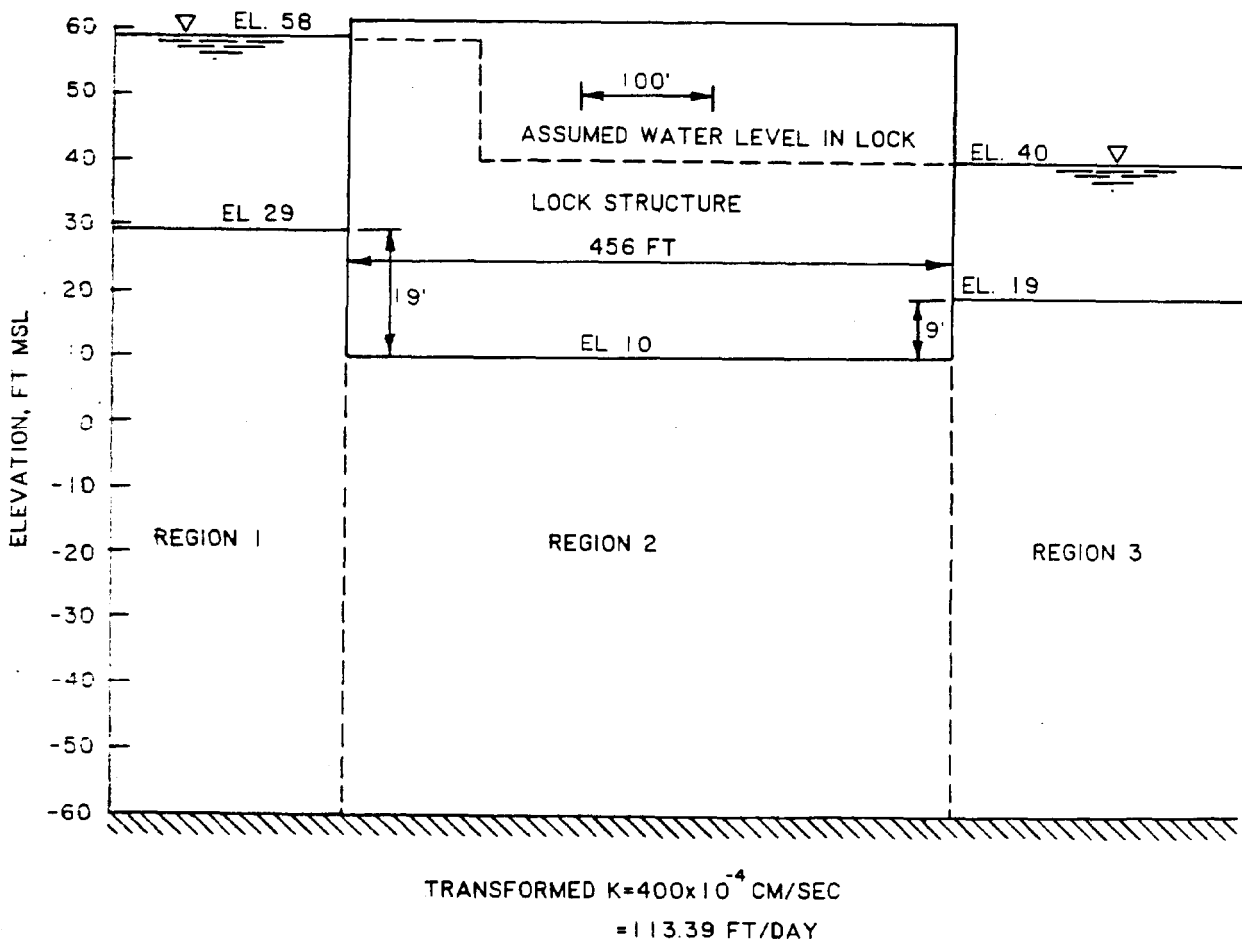 60
EL. 58
50
100'
ASSUMED WATER LEVEL IN LOCK
40
EL. 40
LOCK STRUCTURE
30
EL 29
456 FT
20
19'
EL. 19
9'
10
EL 10
0
-10
REGION 1
REGION 2
REGION 3
-20
-30
-40
-50
-60
ELEVATION, FT MSL
TRANSFORMED K=400x10⁻⁴ CM/SEC
=113.39 FT/DAY